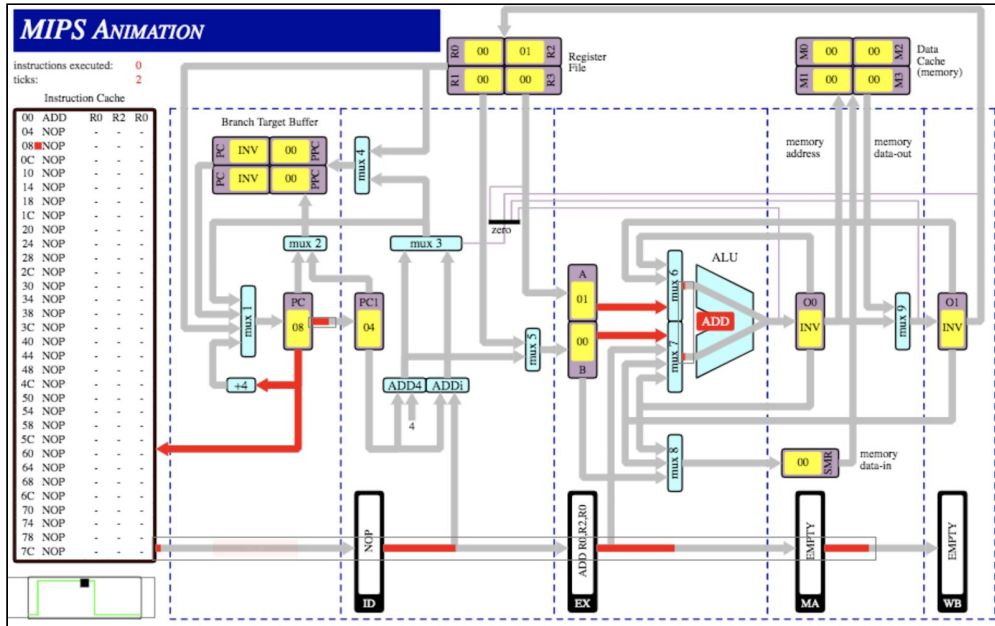 MIPS ANIMATION
instructions executed: 0
ticks: 2
Instruction Cache
00 ADD R0 R2 R0
04 NOP - - -
08 NOP - - -
0C NOP - - -
10 NOP - - -
14 NOP - - -
18 NOP - - -
1C NOP - - -
20 NOP - - -
24 NOP - - -
28 NOP - - -
2C NOP - - -
30 NOP - - -
34 NOP - - -
38 NOP - - -
3C NOP - - -
40 NOP - - -
44 NOP - - -
48 NOP - - -
4C NOP - - -
50 NOP - - -
54 NOP - - -
58 NOP - - -
5C NOP - - -
60 NOP - - -
64 NOP - - -
68 NOP - - -
6C NOP - - -
70 NOP - - -
74 NOP - - -
78 NOP - - -
7C NOP - - -
R0 00 01 R2
R1 00 00 R3
Register
File
M0 00 00 M2
M1 00 00 M3
Data
Cache
(memory)
Branch Target Buffer
PC INV 00 PPC
PC INV 00 PPC
mux 4
memory
address
memory
data-out
zero
mux 2
mux 3
mux 1
PC
08
PC1
04
+4
ADD4
ADDi
4
mux 5
A
01
00
B
mux 6
mux 7
ALU
ADD
O0
INV
mux 9
O1
INV
mux 8
00 SMR
memory
data-in
NOP
ID
ADD R0,R2,R0
EX
EMPTY
MA
EMPTY
WB